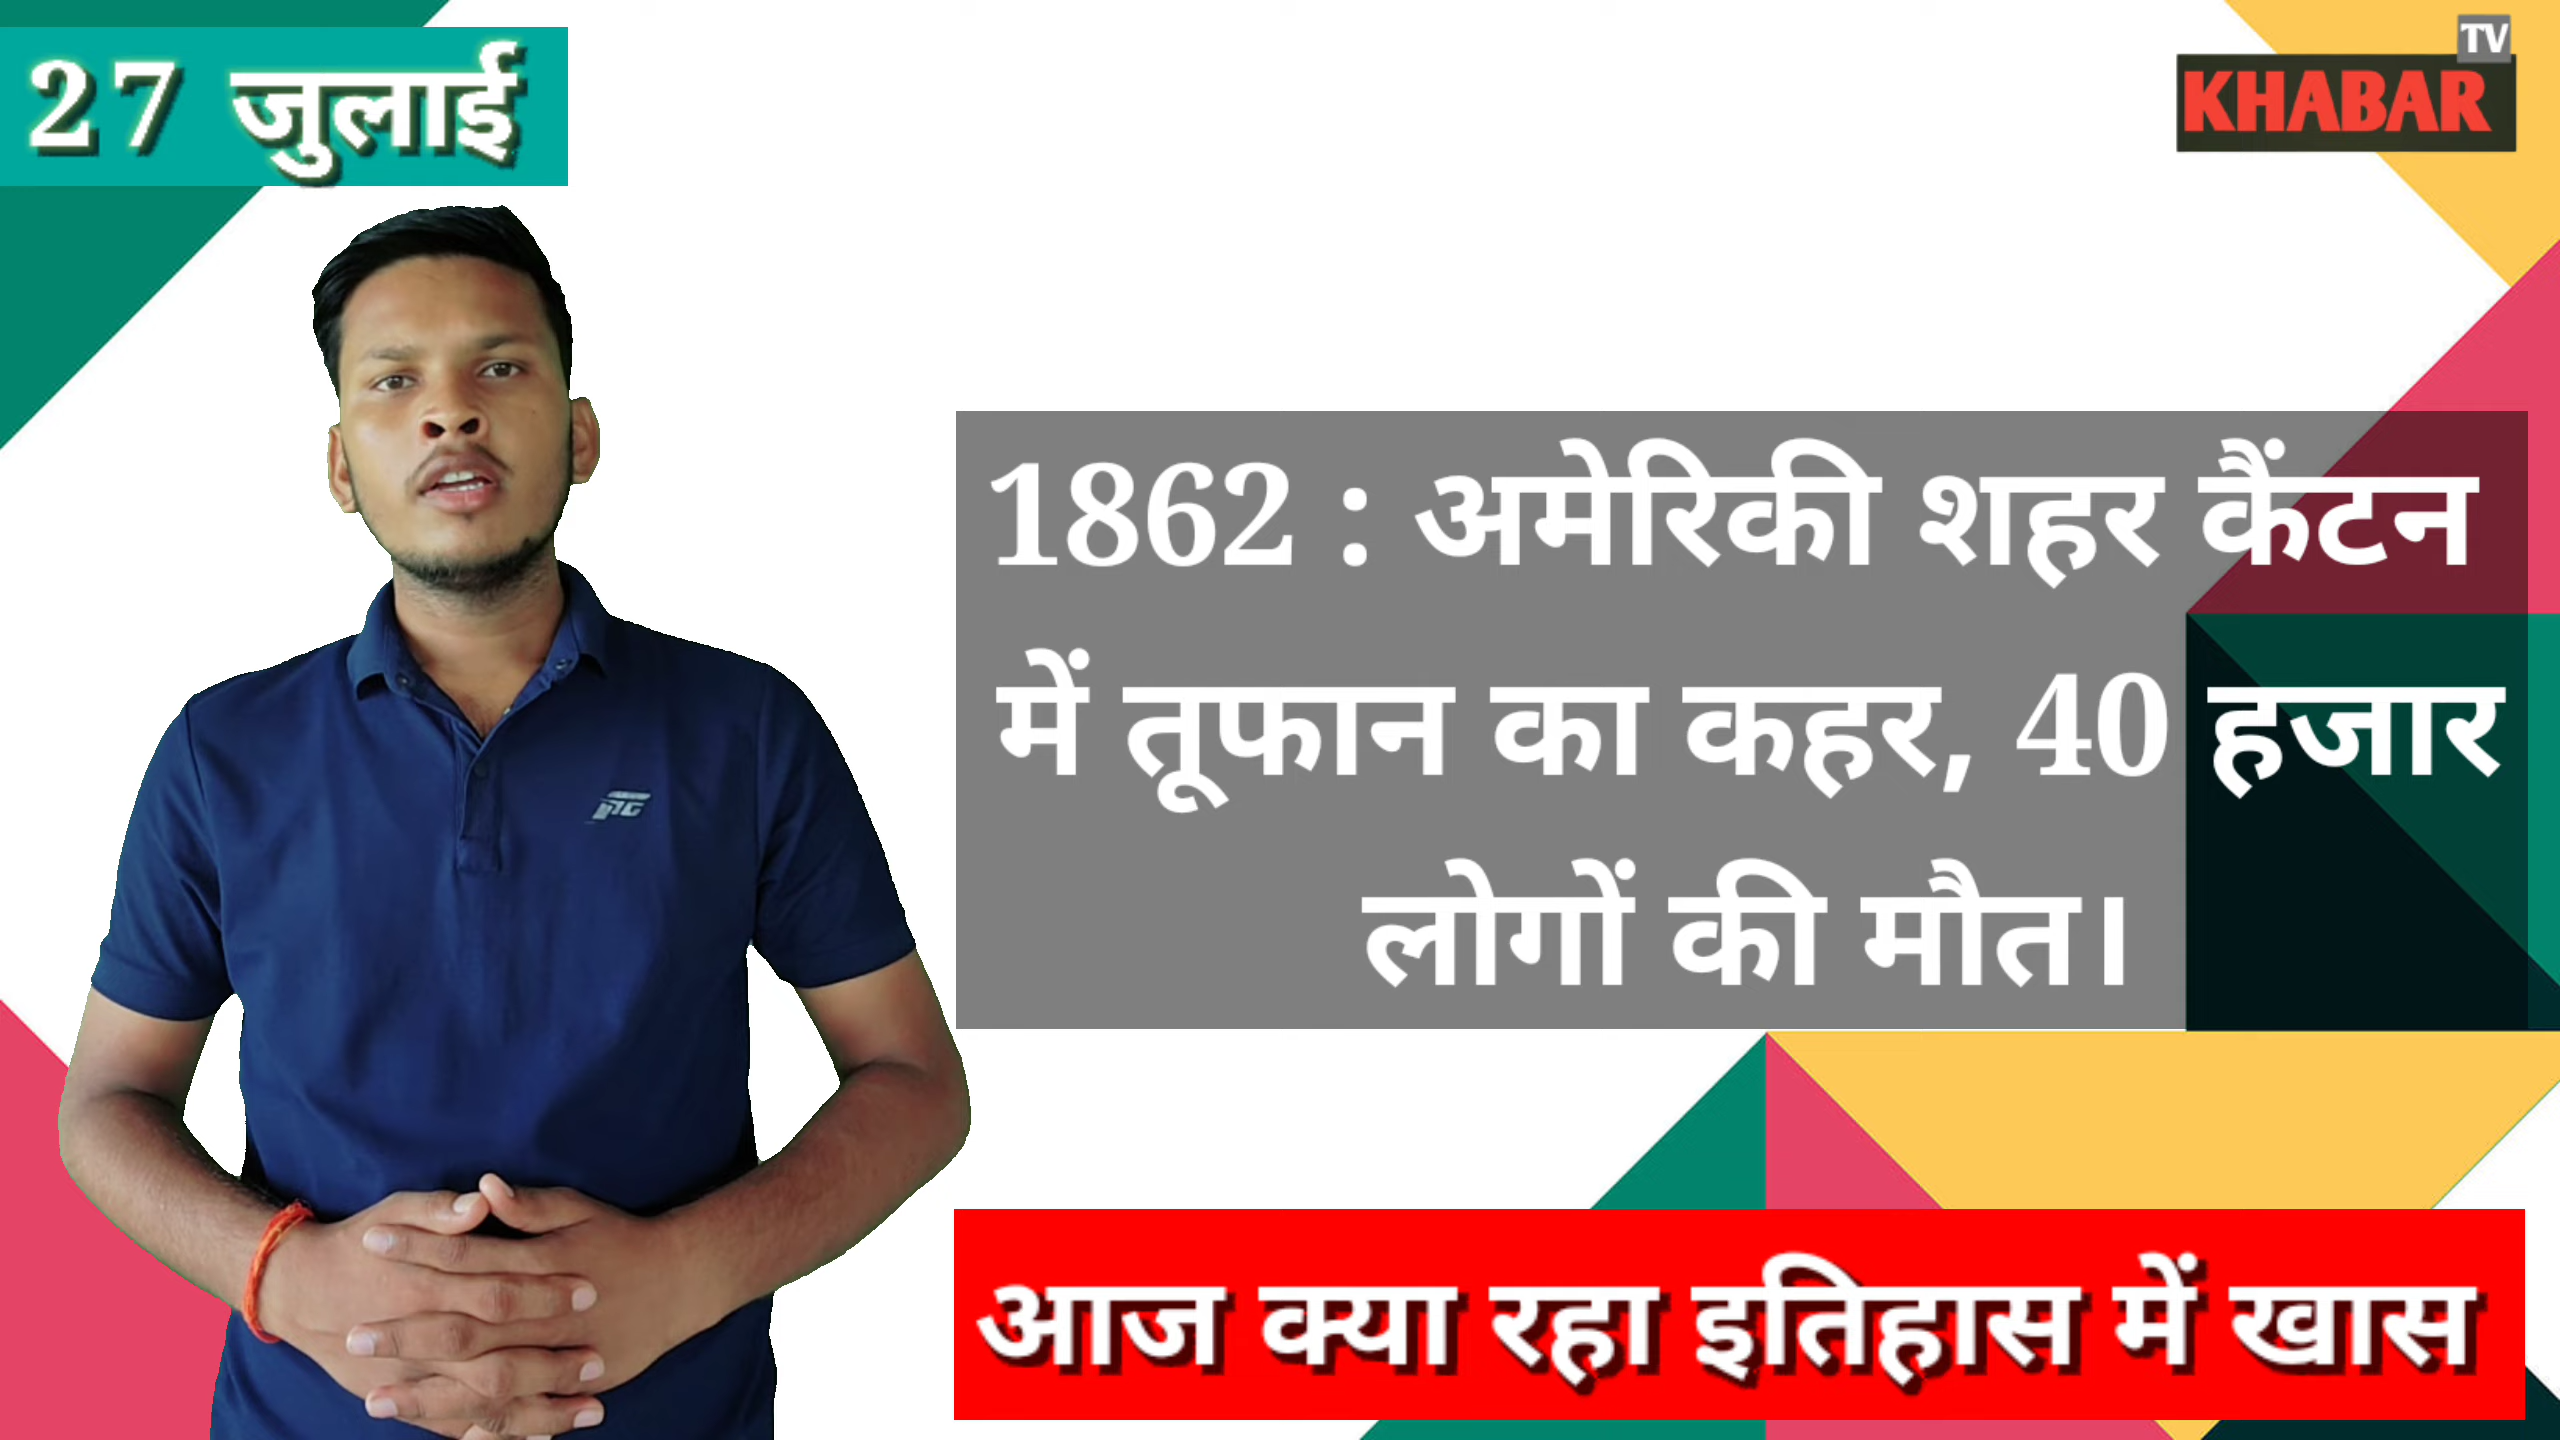 27 जुलाई
TV
KHABAR
1862 : अमेरिकी शहर कैंटन
में तूफान का कहर, 40 हजार
लोगों की मौत।
आज क्या रहा इतिहास में खास